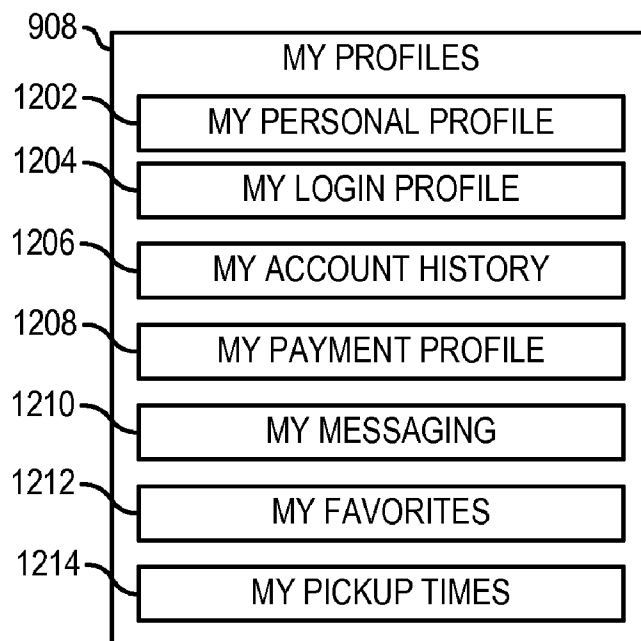 908
MY PROFILES
1202
MY PERSONAL PROFILE
1204
MY LOGIN PROFILE
1206
MY ACCOUNT HISTORY
1208
MY PAYMENT PROFILE
1210
MY MESSAGING
1212
MY FAVORITES
1214
MY PICKUP TIMES